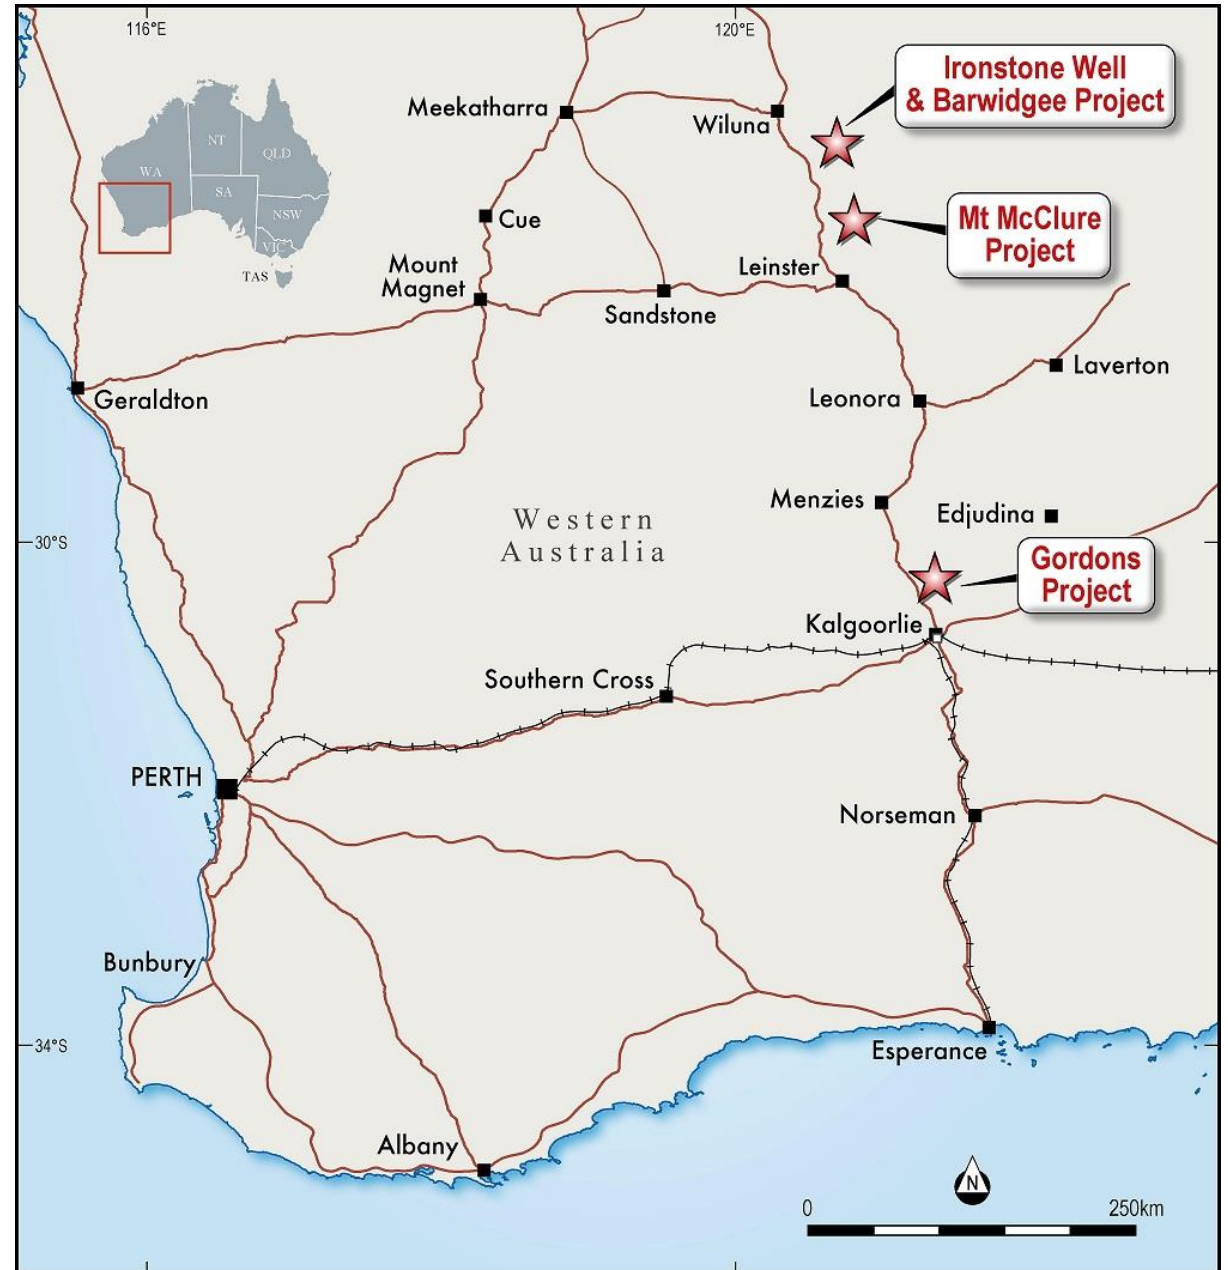 116°E
120°E
Ironstone Well
& Barwidgee Project
Meekatharra
Wiluna
NT
QLD
WA
SA
NSW
VIC
TAS
Cue
Mt McClure
Project
Mount
Magnet
Leinster
Sandstone
Laverton
Geraldton
Leonora
Menzies
Edjudina
Western
Australia
30°S
Gordons
Project
Kalgoorlie
Southern Cross
PERTH
Norseman
Bunbury
34°S
Esperance
Albany
N
0
250km